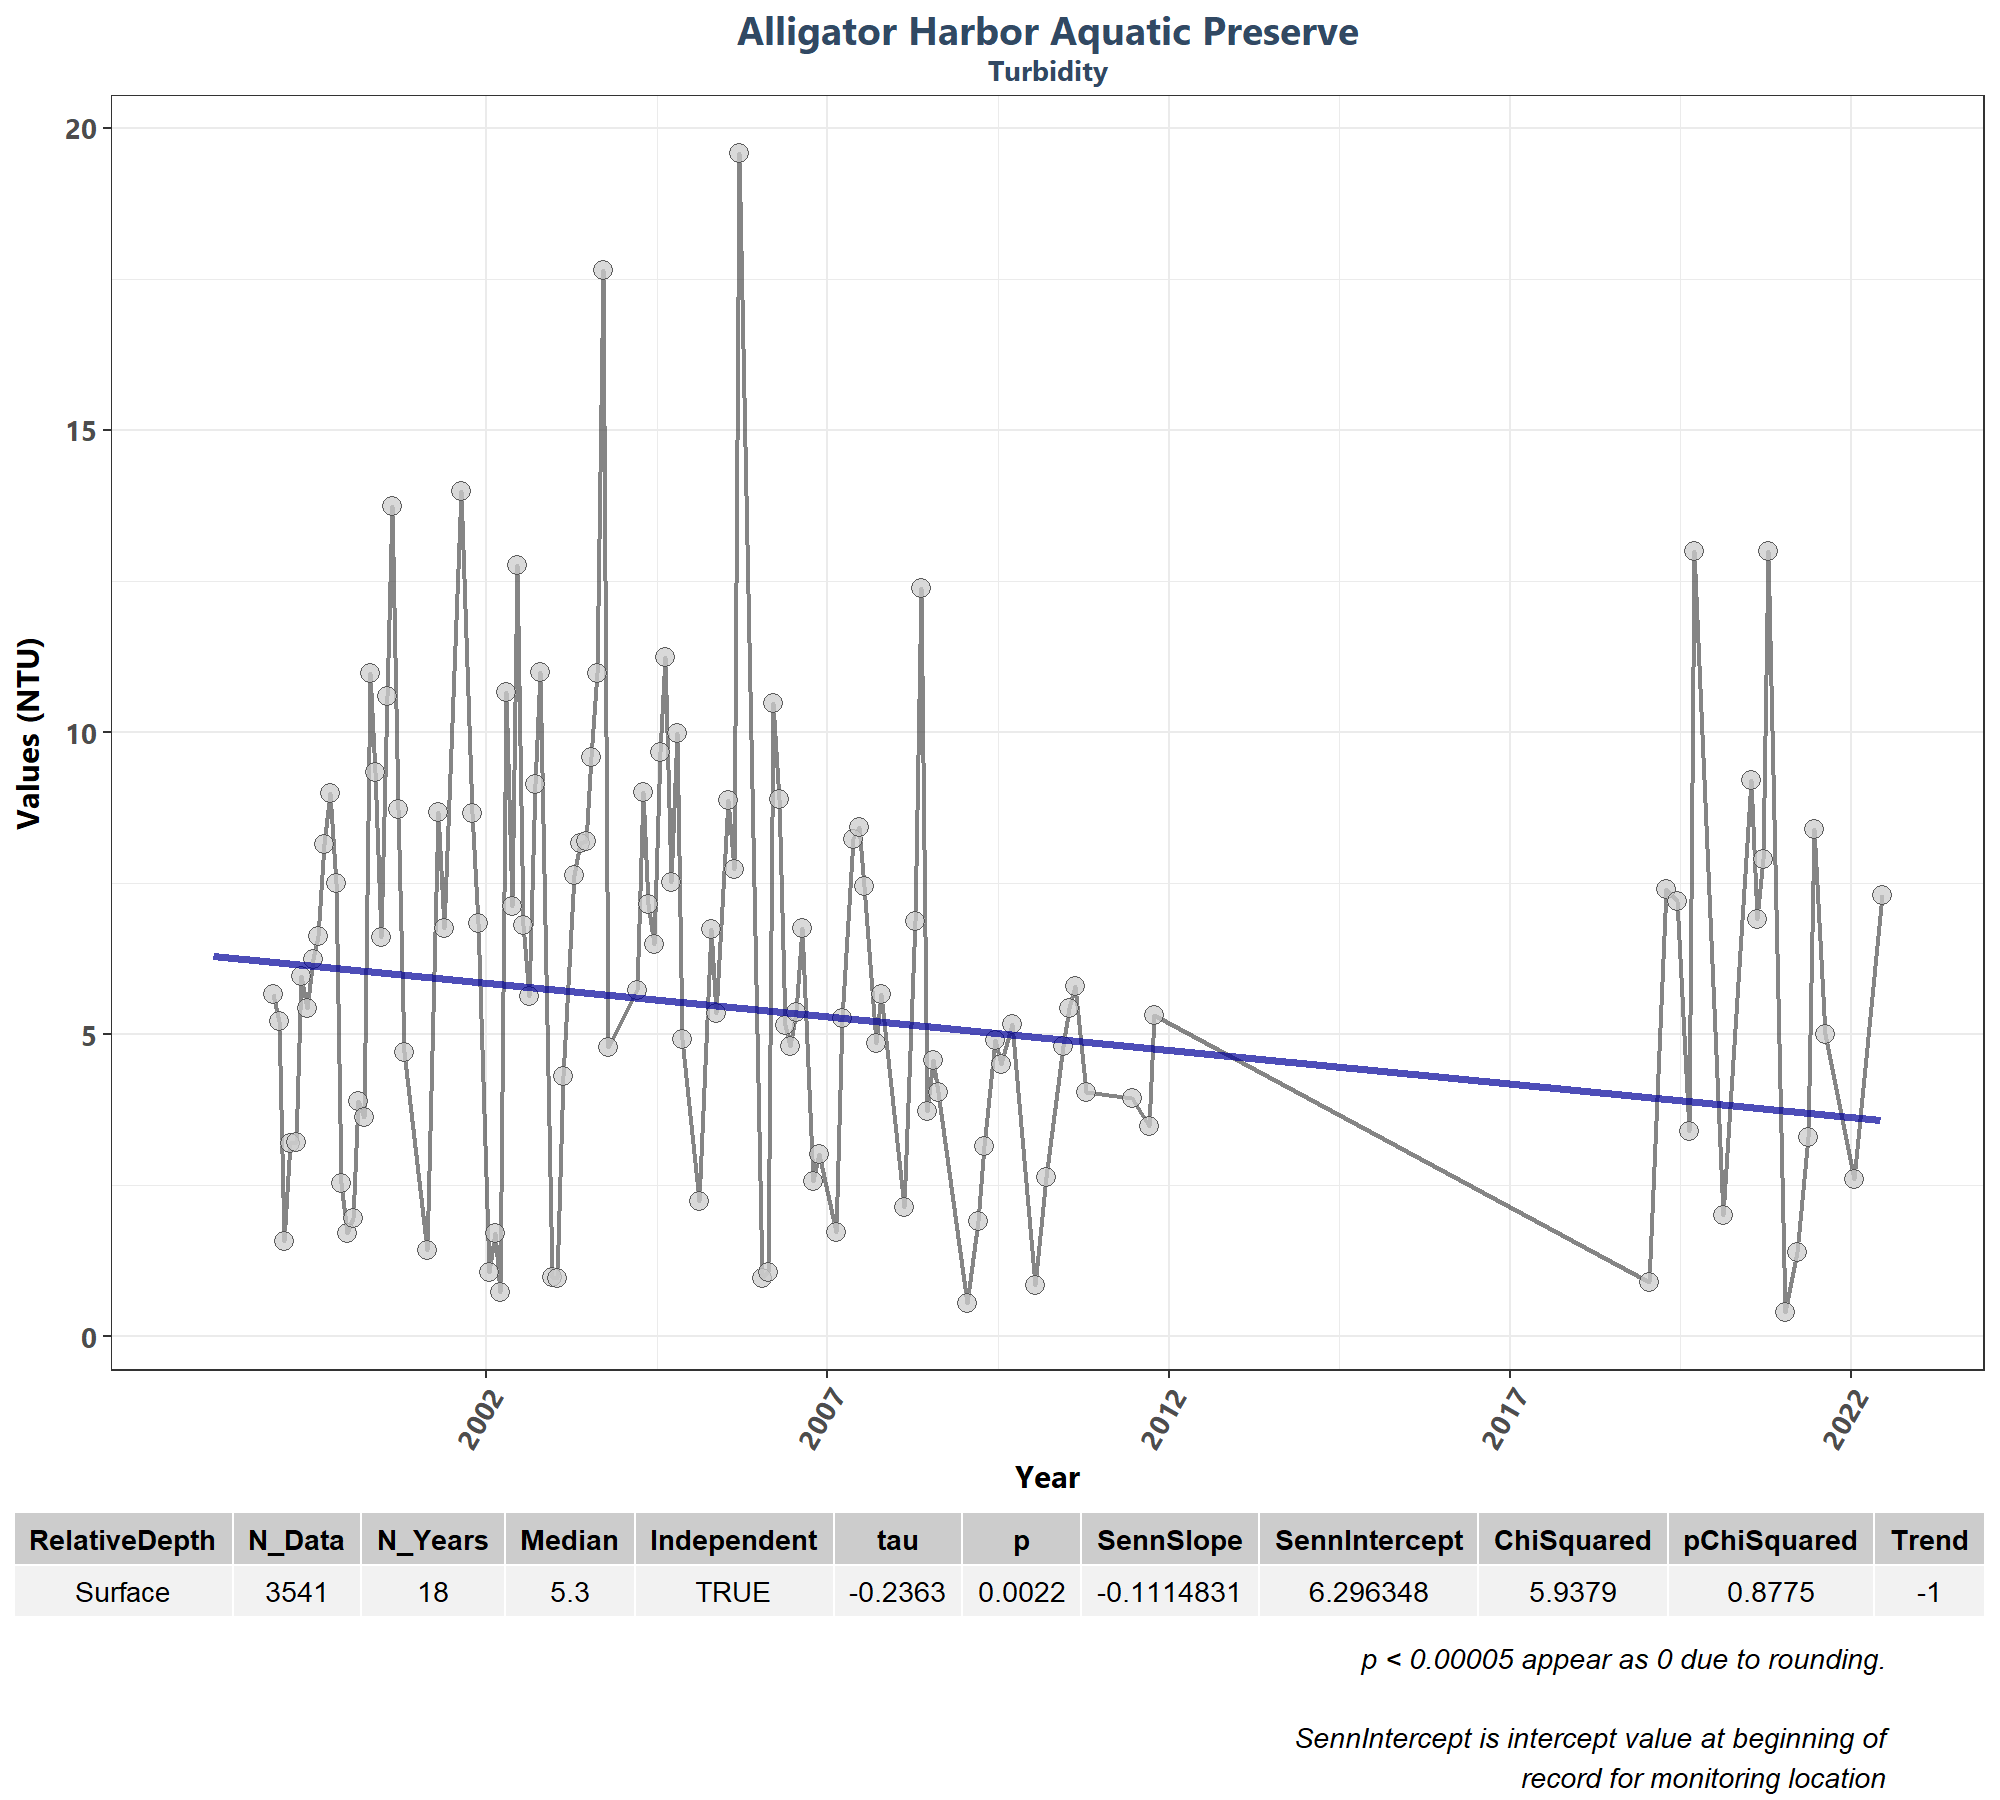 Alligator Harbor Aquatic Preserve
Turbidity
20
15
10
5
0
Values (NTU)
2002
2007
2012
2017
2022
Year
RelativeDepth N_Data N_Years Median Independent tau p SennSlope SennIntercept ChiSquared pChiSquared Trend
Surface 3541 18 5.3 TRUE -0.2363 0.0022 -0.1114831 6.296348 5.9379 0.8775 -1
p < 0.00005 appear as 0 due to rounding.
SennIntercept is intercept value at beginning of
record for monitoring location